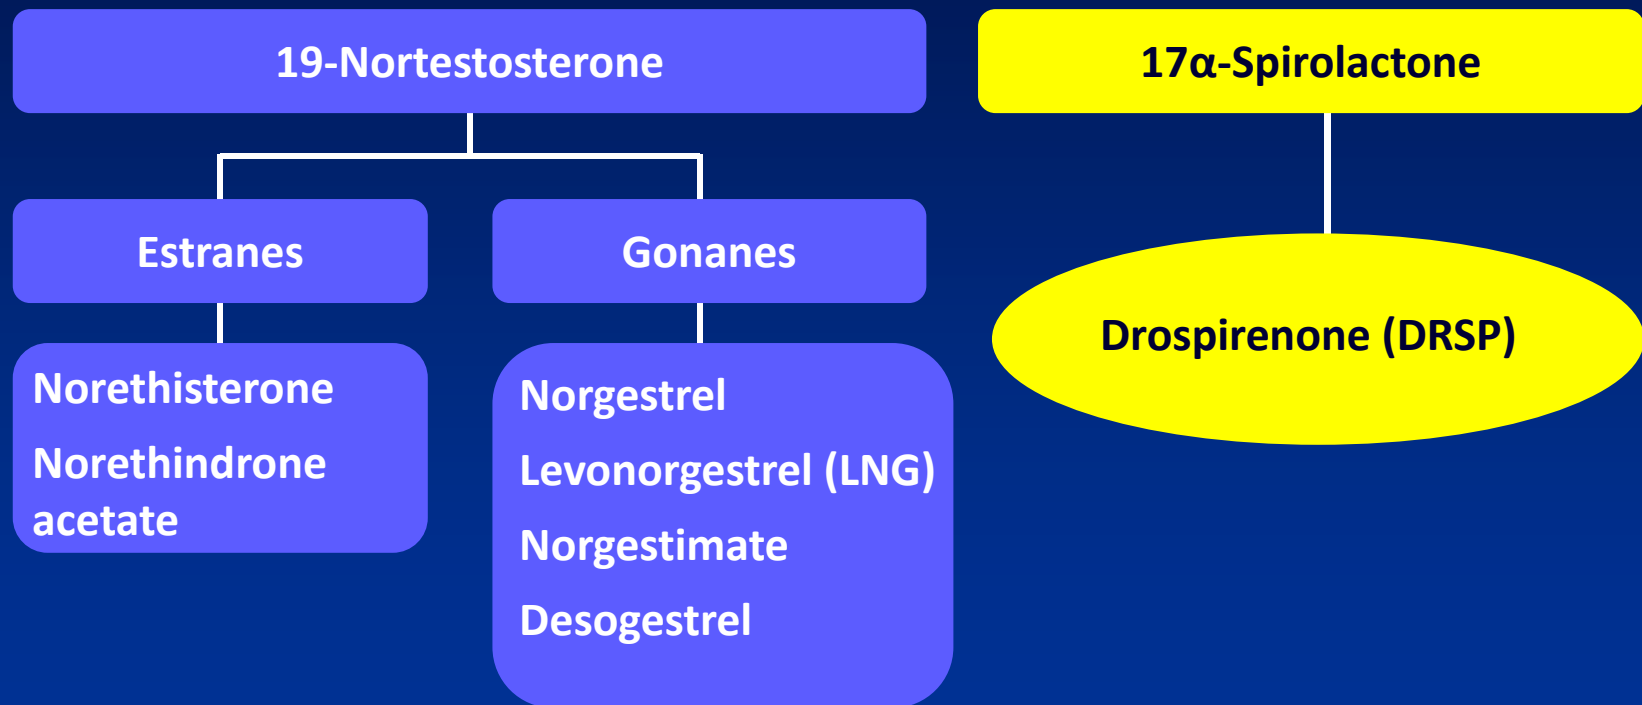 19-Nortestosterone
17α-Spirolactone
Estranes
Gonanes
Drospirenone (DRSP)
Norethisterone
Norethindrone
acetate
Norgestrel
Levonorgestrel (LNG)
Norgestimate
Desogestrel